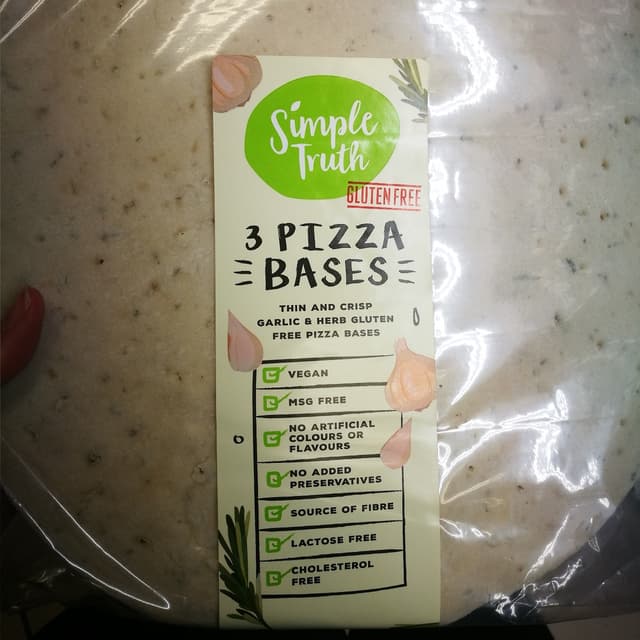 Simple
Truth
GLUTEN FREE
3 PIZZA
BASES
THIN AND CRISP
GARLIC & HERB GLUTEN
FREE PIZZA BASES
VEGAN
MSG FREE
NO ARTIFICIAL
COLOURS OR
FLAVOURS
NO ADDED
PRESERVATIVES
SOURCE OF FIBRE
LACTOSE FREE
CHOLESTEROL
FREE